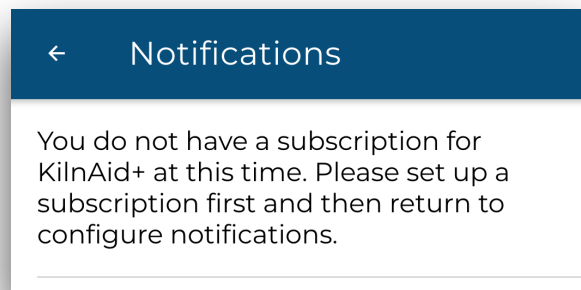 Notifications
You do not have a subscription for
KilnAid+ at this time. Please set up a
subscription first and then return to
configure notifications.